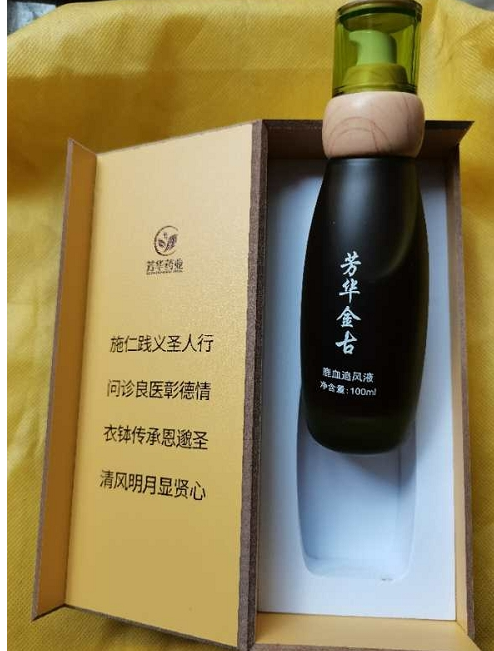 芳华药业
施仁践义圣人行
问诊良医彰德情
衣钵传承恩邈圣
清风明月显贤心
芳华金古
鹿血追风液
净含量:100ml